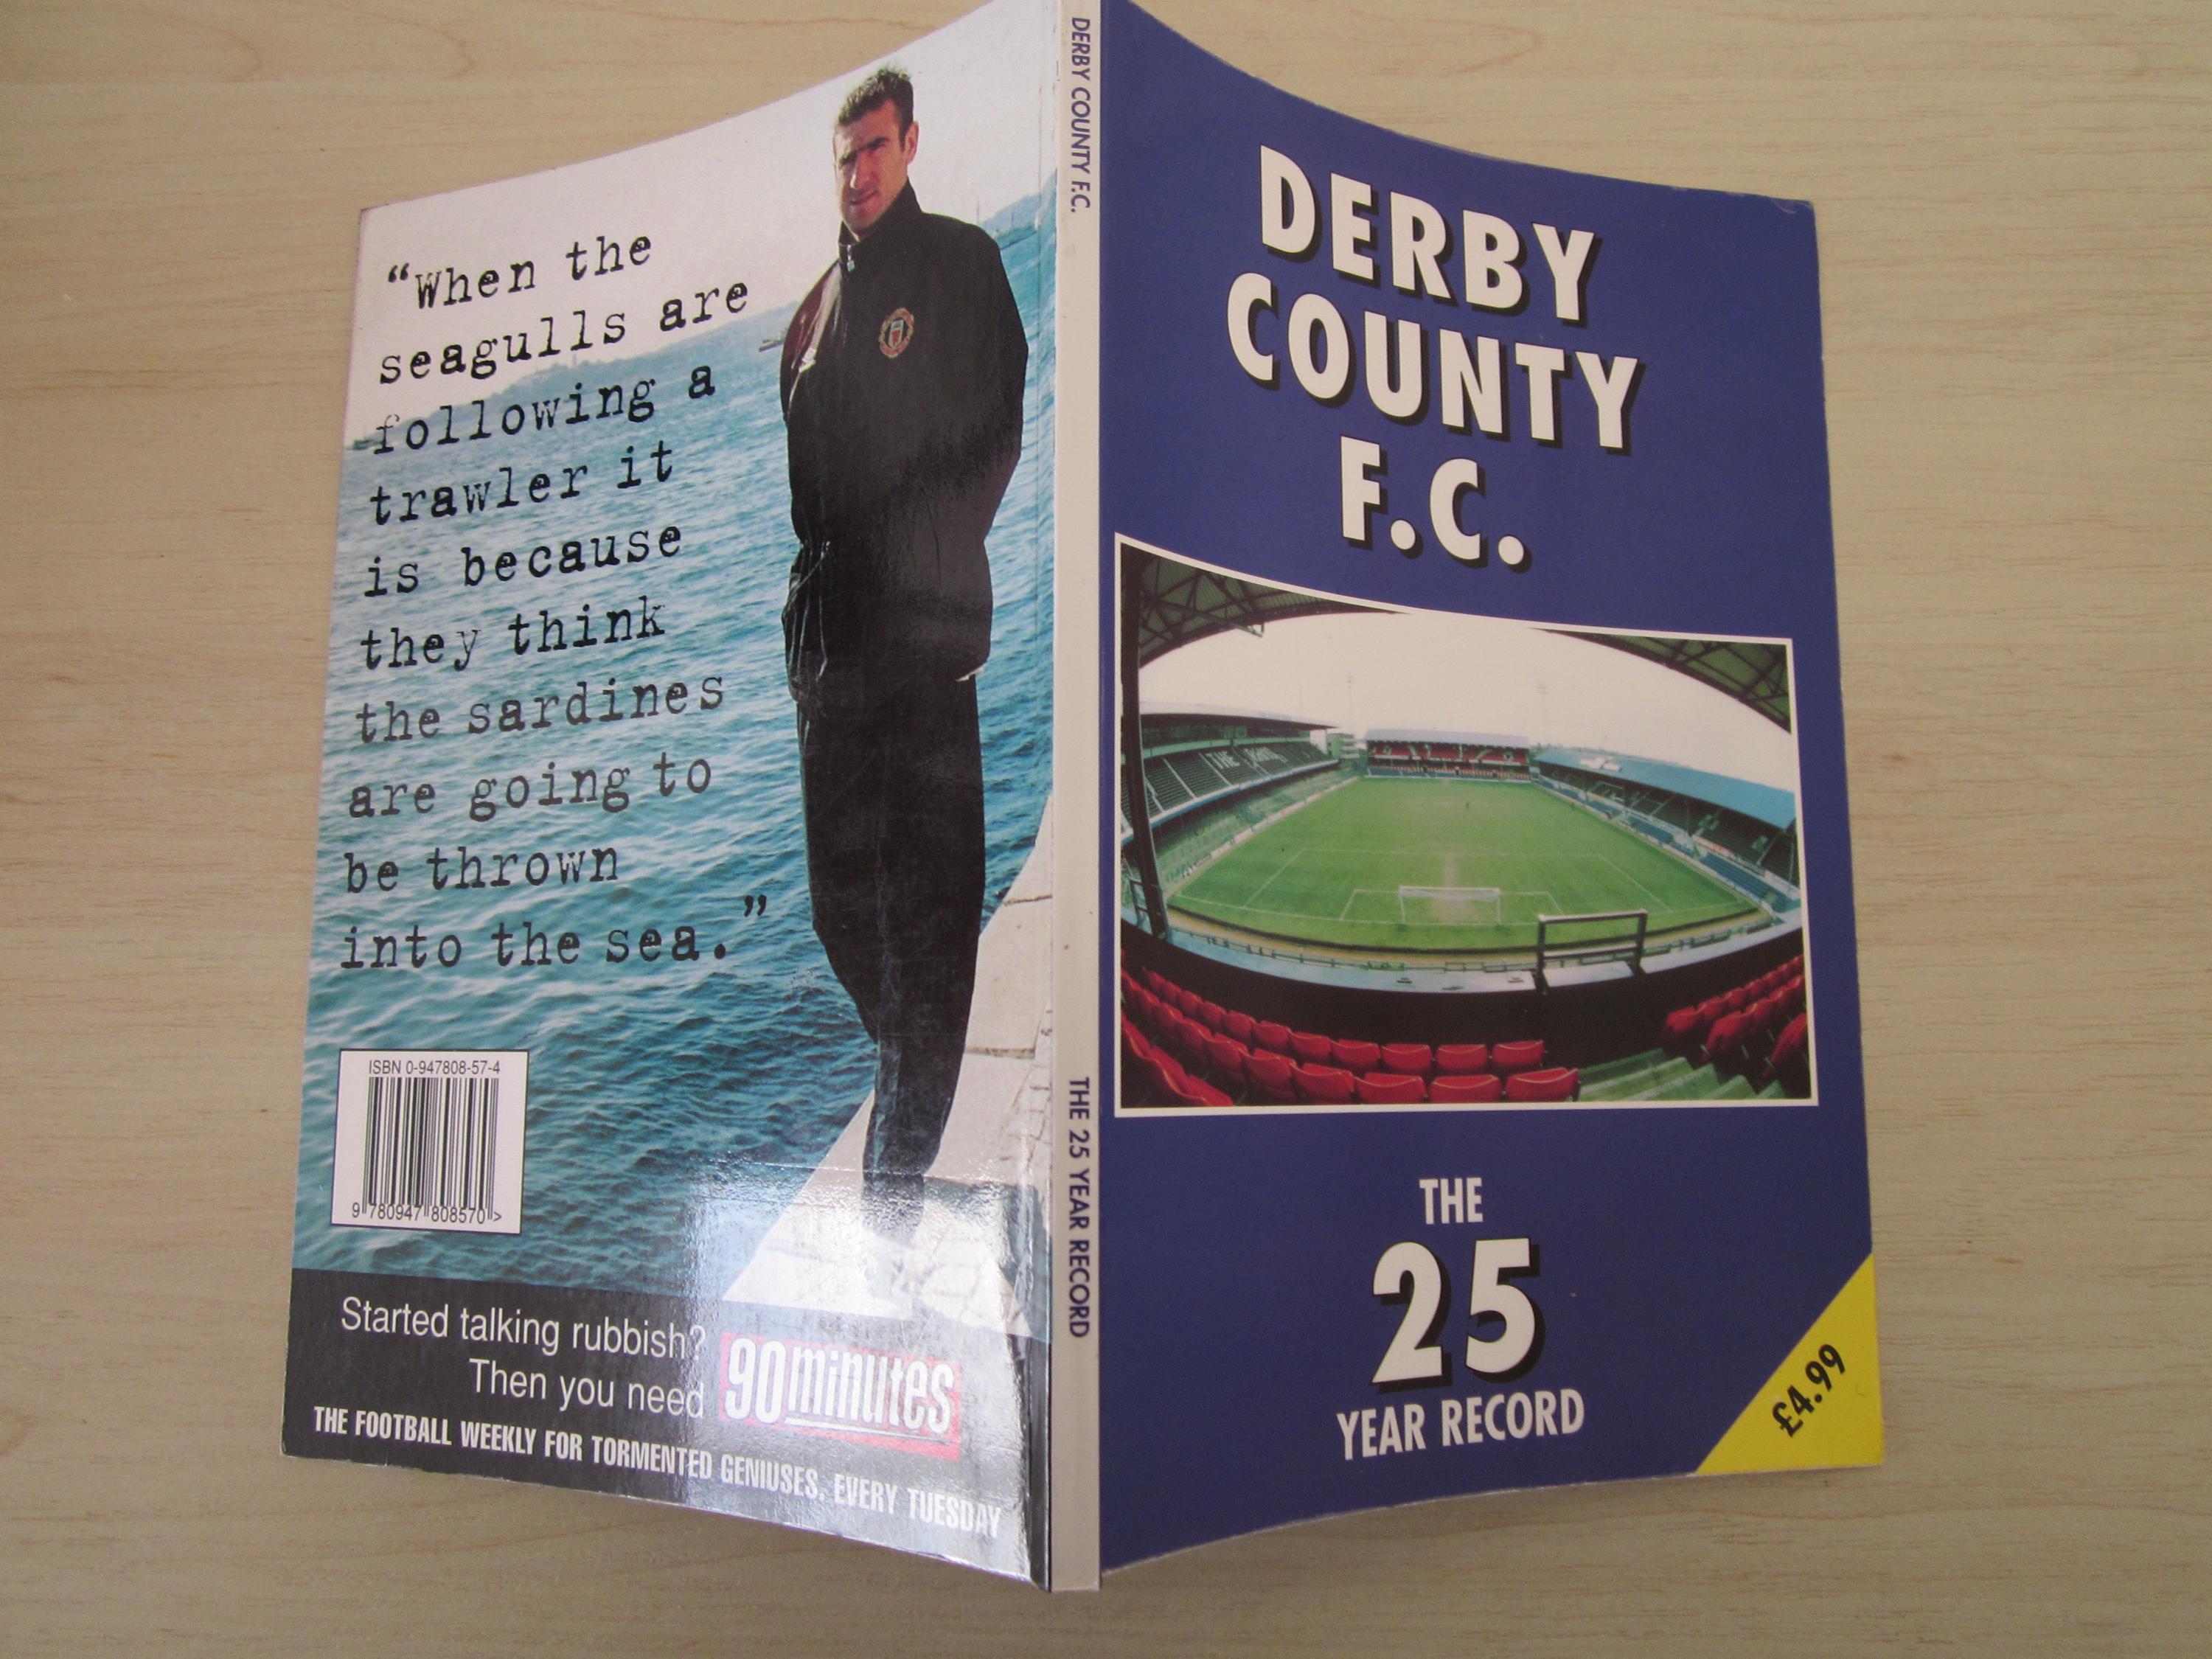 “When the
seagulls are
following a
trawler it
is because
they think
the sardines
are going to
be thrown
into the sea.”
ISBN 0-947808-57-4
9 780947 808570 >
Started talking rubbish?
Then you need
90minutes
THE FOOTBALL WEEKLY FOR TORMENTED GENIUSES. EVERY TUESDAY
DERBY COUNTY F.C.
THE 25 YEAR RECORD
DERBY
COUNTY
F.C.
THE
25
YEAR RECORD
£4.99